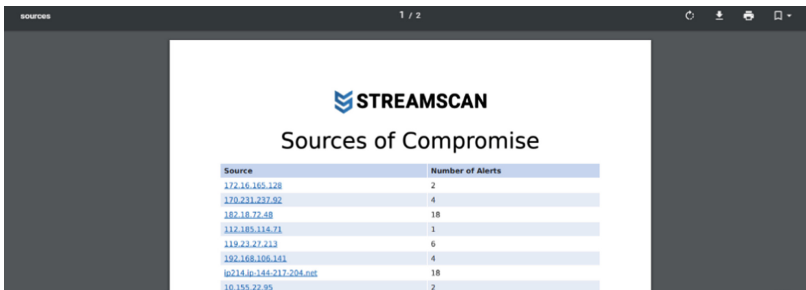 sources
1 / 2
STREAMSCAN
Sources of Compromise
Source Number of Alerts
172.16.165.128 2
170.231.237.92 4
182.18.72.48 18
112.185.114.71 1
119.23.27.213 6
192.168.106.141 4
ip214.ip-144-217-204.net 18
10.155.22.95 2